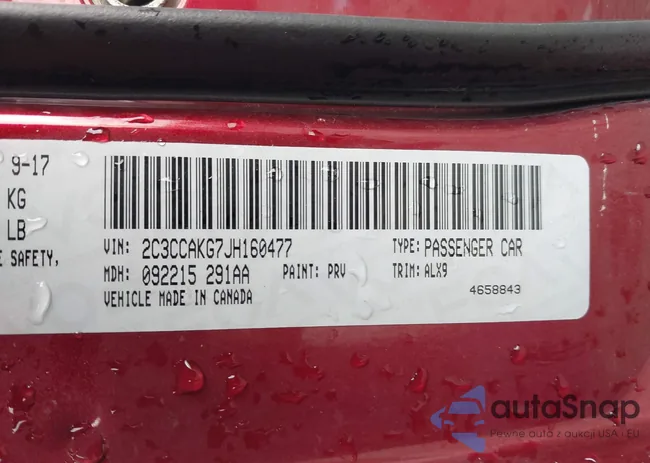 9-17
KG
LB
E SAFETY,
VIN: 2C3CCAKG7JH160477 TYPE: PASSENGER CAR
MDH: 092215 291AA PAINT: PRV TRIM: ALX9
VEHICLE MADE IN CANADA 4658843
autaSnap
Pewne auta z aukcji USA i EU